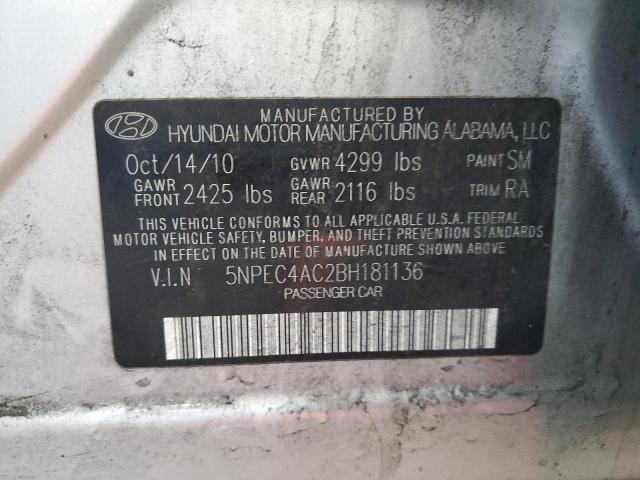 MANUFACTURED BY
HYUNDAI MOTOR MANUFACTURING ALABAMA, LLC
Oct/14/10 GVWR 4299 lbs PAINT SM
GAWR FRONT 2425 lbs GAWR REAR 2116 lbs TRIM RA
THIS VEHICLE CONFORMS TO ALL APPLICABLE U.S.A. FEDERAL
MOTOR VEHICLE SAFETY, BUMPER, AND THEFT PREVENTION STANDARDS
IN EFFECT ON THE DATE OF MANUFACTURE SHOWN ABOVE.
V.I.N 5NPEC4AC2BH181136
PASSENGER CAR